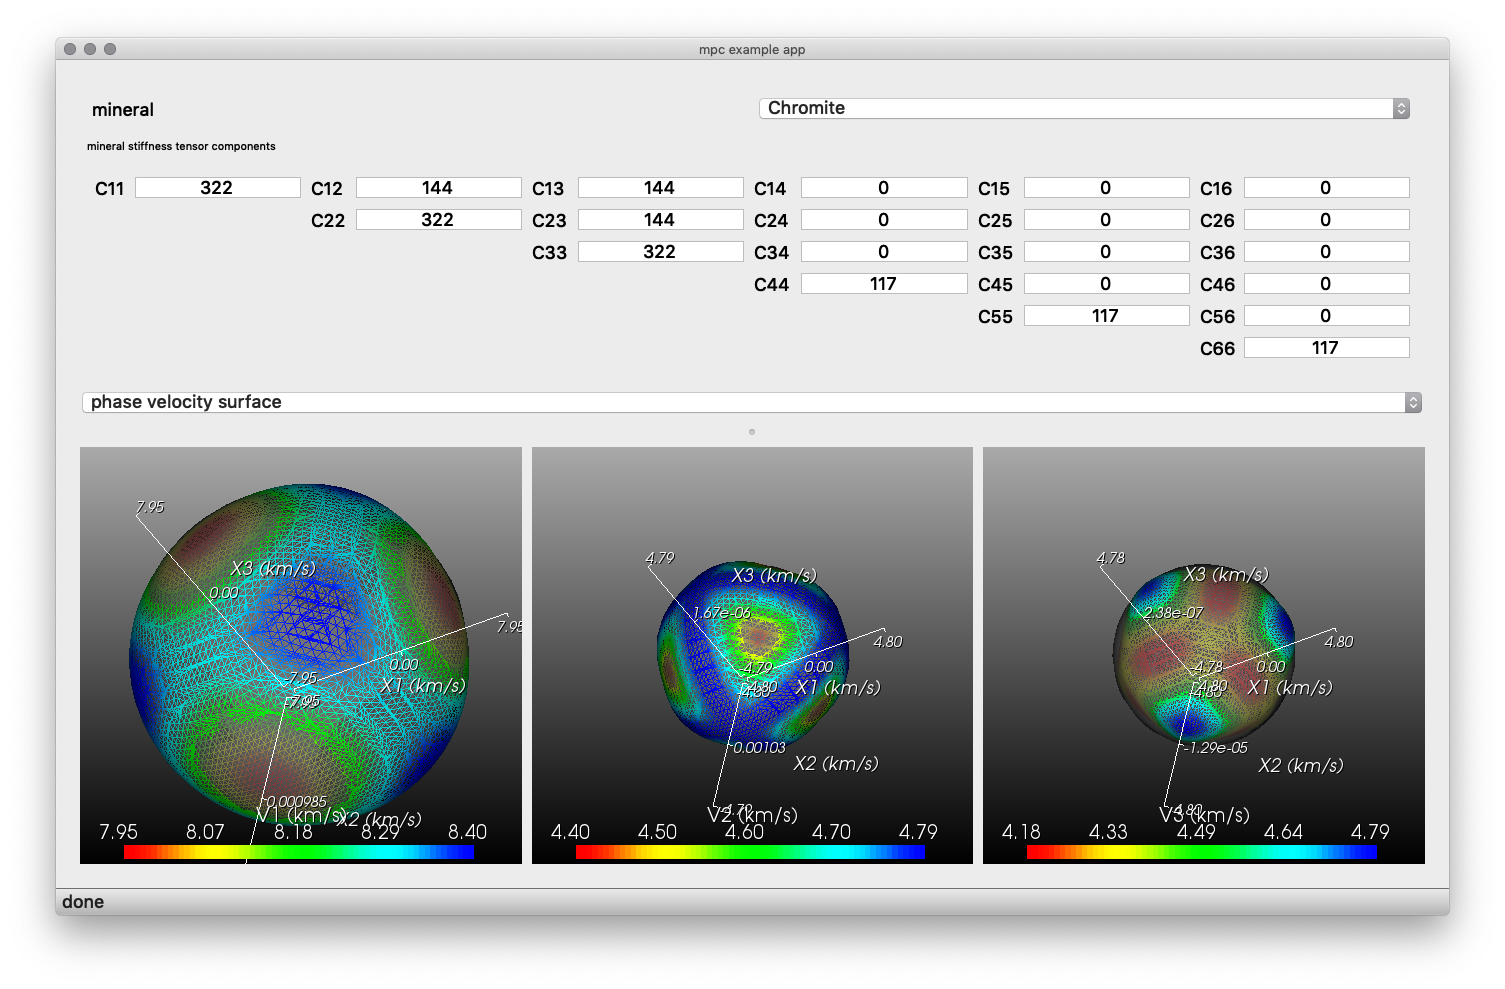 mpc example app
mineral Chromite
mineral stiffness tensor components
C11 322 C12 144 C13 144 C14 0 C15 0 C16 0
C22 322 C23 144 C24 0 C25 0 C26 0
C33 322 C34 0 C35 0 C36 0
C44 117 C45 0 C46 0
C55 117 C56 0
C66 117
phase velocity surface
7.95
X3 (km/s)
0.00
7.95
0.00
X1 (km/s)
-7.95
-7.95
-0.000985
V1 (km/s)
X2 (km/s)
7.95 8.07 8.18 8.29 8.40
4.79
X3 (km/s)
1.67e-06
4.80
0.00
-4.79
X1 (km/s)
-4.80
-0.00103
X2 (km/s)
V2 (km/s)
4.40 4.50 4.60 4.70 4.79
4.78
X3 (km/s)
2.38e-07
4.80
0.00
-4.78
X1 (km/s)
-4.80
-1.29e-05
X2 (km/s)
V3 (km/s)
4.18 4.33 4.49 4.64 4.79
done